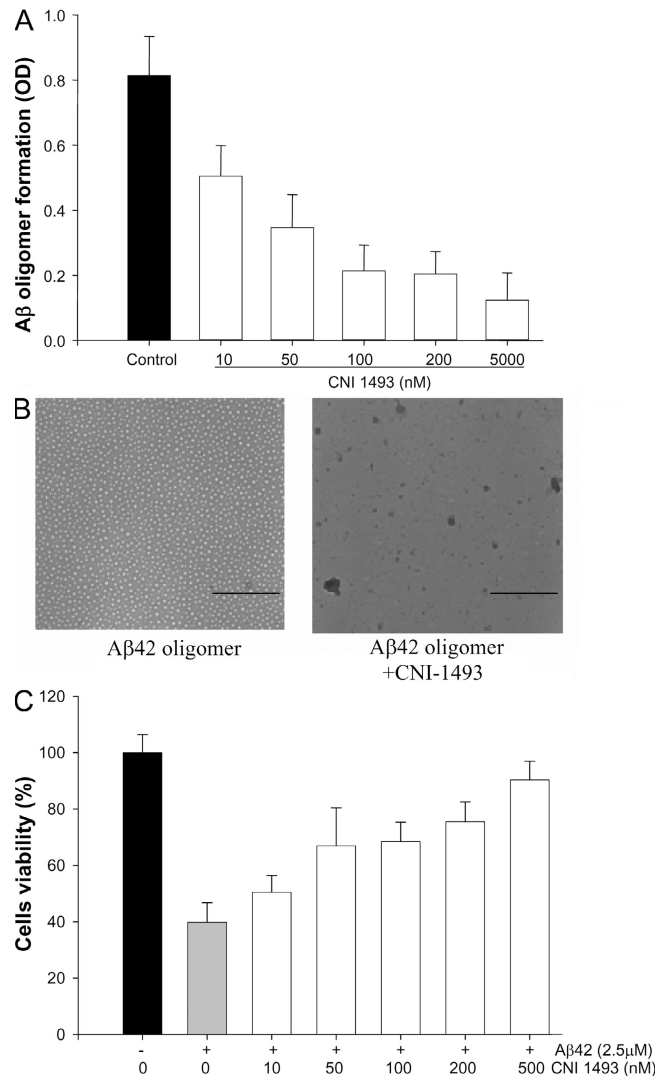 A
Aβ oligomer formation (OD)
1.0
0.8
0.6
0.4
0.2
0.0
Control 10 50 100 200 5000
CNI 1493 (nM)
B
Aβ42 oligomer
Aβ42 oligomer
+CNI-1493
C
Cells viability (%)
120
100
80
60
40
20
0
- + + + + + + Aβ42 (2.5μM)
0 0 10 50 100 200 500 CNI 1493 (nM)